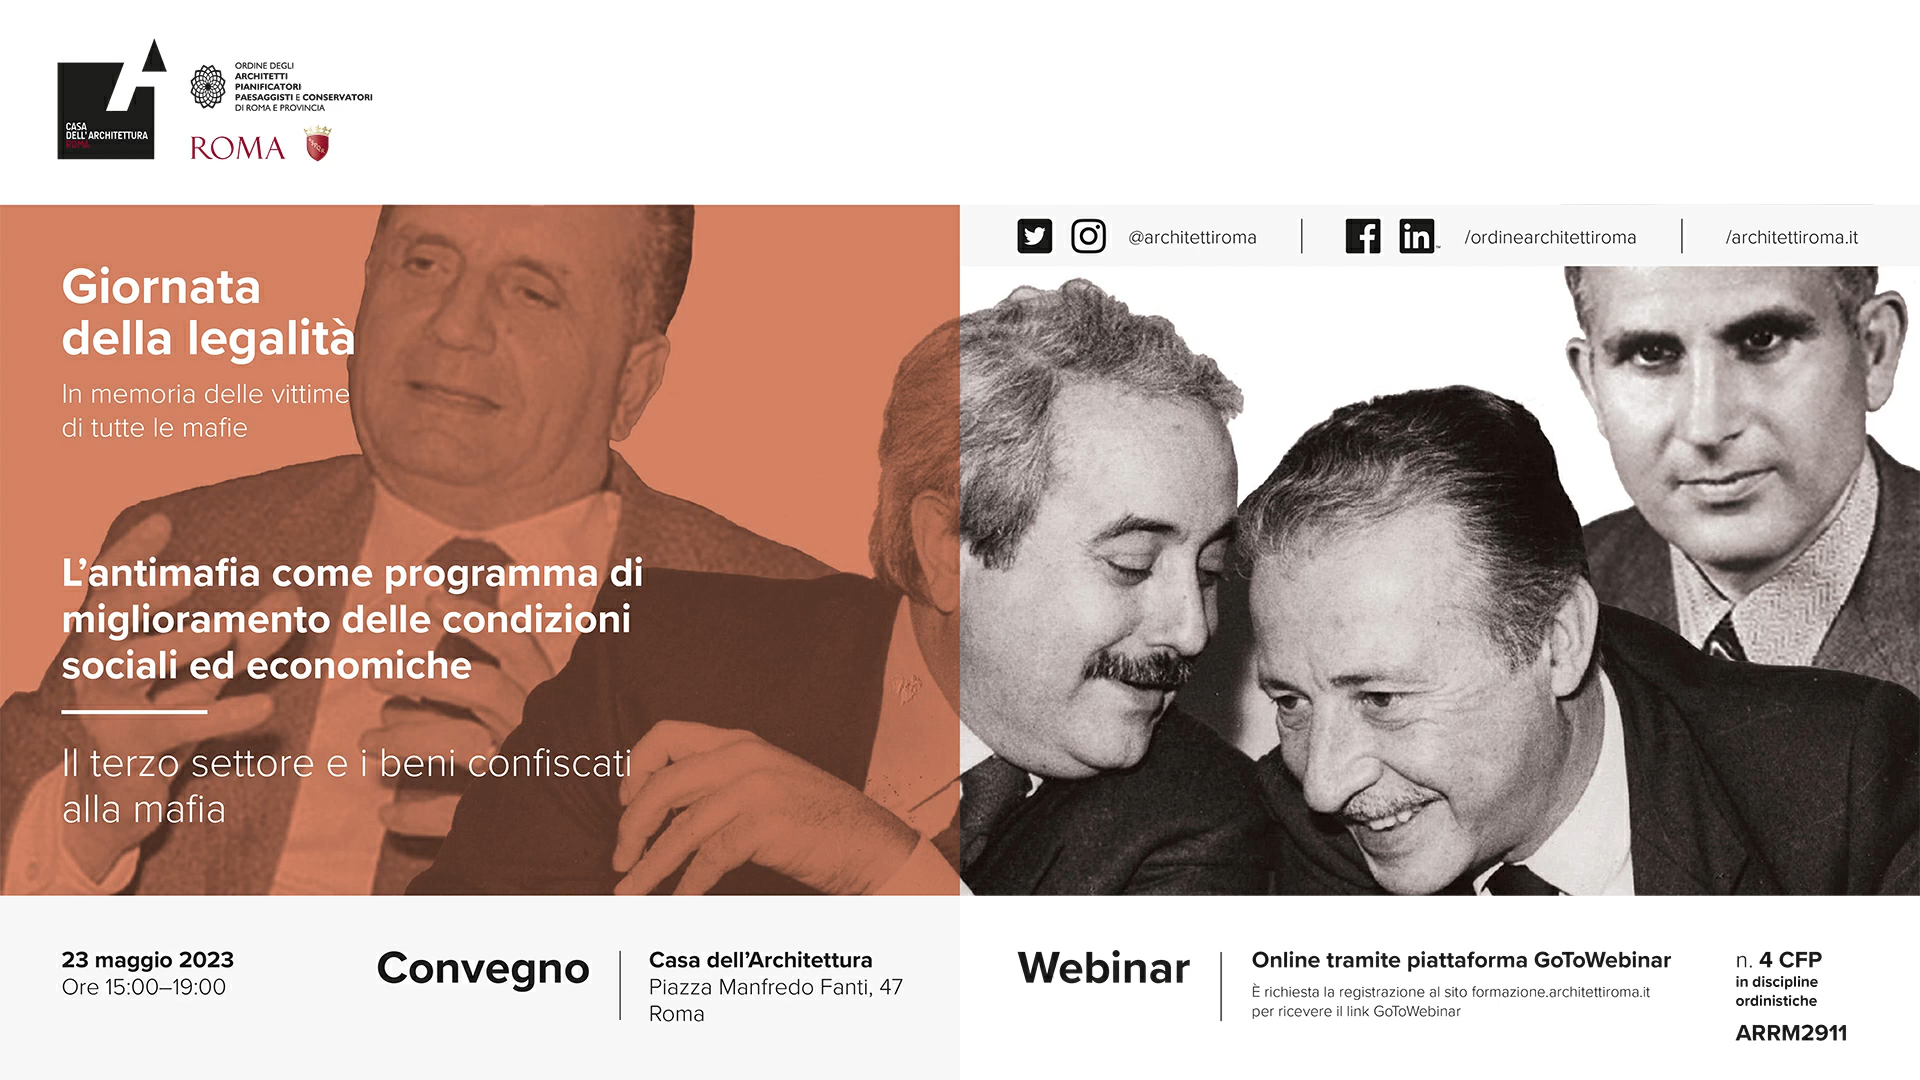 CASA
DELL'ARCHITETTURA
ROMA
ORDINE DEGLI
ARCHITETTI
PIANIFICATORI
PAESAGGISTI E CONSERVATORI
DI ROMA E PROVINCIA
ROMA
@architettiroma
/ordinearchitettiroma
/architettiroma.it
Giornata
della legalità
In memoria delle vittime
di tutte le mafie
L'antimafia come programma di
miglioramento delle condizioni
sociali ed economiche
Il terzo settore e i beni confiscati
alla mafia
23 maggio 2023
Ore 15:00–19:00
Convegno
Casa dell'Architettura
Piazza Manfredo Fanti, 47
Roma
Webinar
Online tramite piattaforma GoToWebinar
È richiesta la registrazione al sito formazione.architettiroma.it
per ricevere il link GoToWebinar
n. 4 CFP
in discipline
ordinistiche
ARRM2911